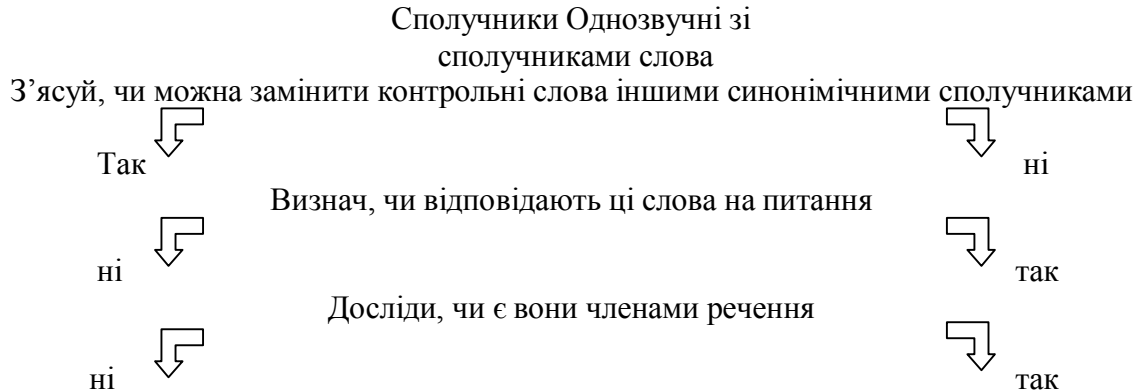 Сполучники Однозвучні зі
сполучниками слова
З’ясуй, чи можна замінити контрольні слова іншими синонімічними сполучниками
Так ні
Визнач, чи відповідають ці слова на питання
ні так
Досліди, чи є вони членами речення
ні так